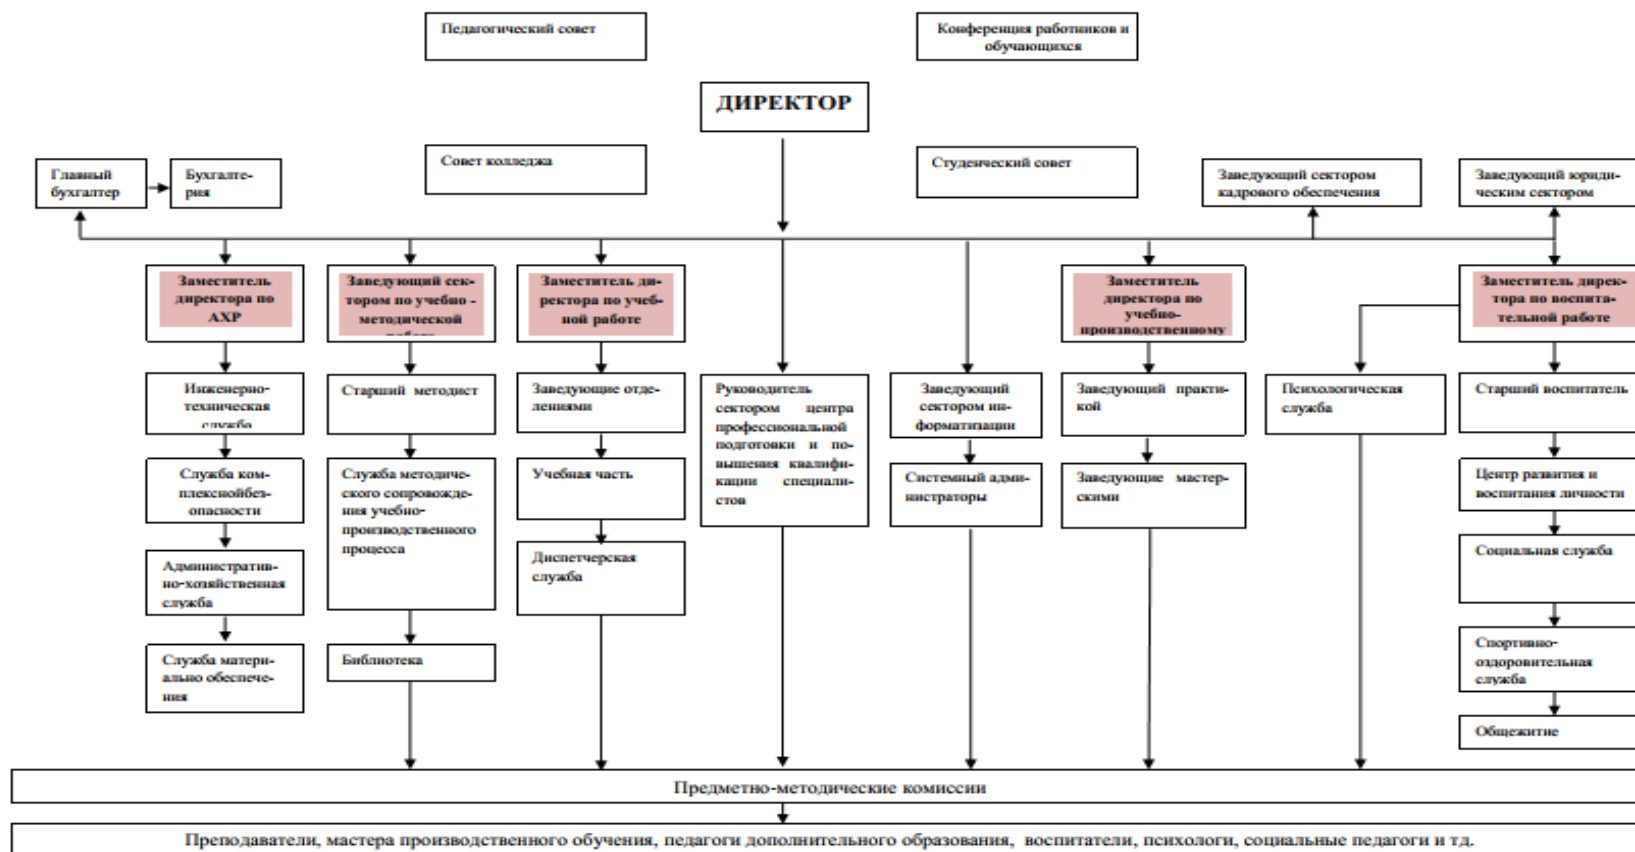 Педагогический совет
Конференция работников и
обучающихся
ДИРЕКТОР
Совет колледжа
Студенческий совет
Главный
бухгалтер
Бухгалте-
рия
Заведующий сектором
кадрового обеспечения
Заведующий юриди-
ческим сектором
Заместитель
директора по
АХР
Заведующий сек-
тором по учебно -
методической
Заместитель ди-
ректора по учеб-
ной работе
Заместитель
директора по
учебно-
производственному
Заместитель дирек-
тора по воспита-
тельной работе
Инженерно-
техническая
служба
Старший методист
Заведующие отде-
лениями
Руководитель
сектором центра
профессиональной
подготовки и по-
вышения квалифи-
кации специали-
стов
Заведующий
сектором ин-
форматизации
Заведующий практи-
кой
Психологическая
служба
Старший воспитатель
Служба ком-
плекснойбез-
опасности
Служба методиче-
ского сопровожде-
ния учебно-
производственного
процесса
Учебная часть
Системный адми-
нистраторы
Заведующие мастер-
скими
Центр развития и
воспитания личности
Административ-
но-хозяйственная
служба
Диспетчерская
служба
Социальная служба
Служба матери-
ально обеспече-
ния
Библиотека
Спортивно-
оздоровительная
служба
Общежитие
Предметно-методические комиссии
Преподаватели, мастера производственного обучения, педагоги дополнительного образования, воспитатели, психологи, социальные педагоги и тд.